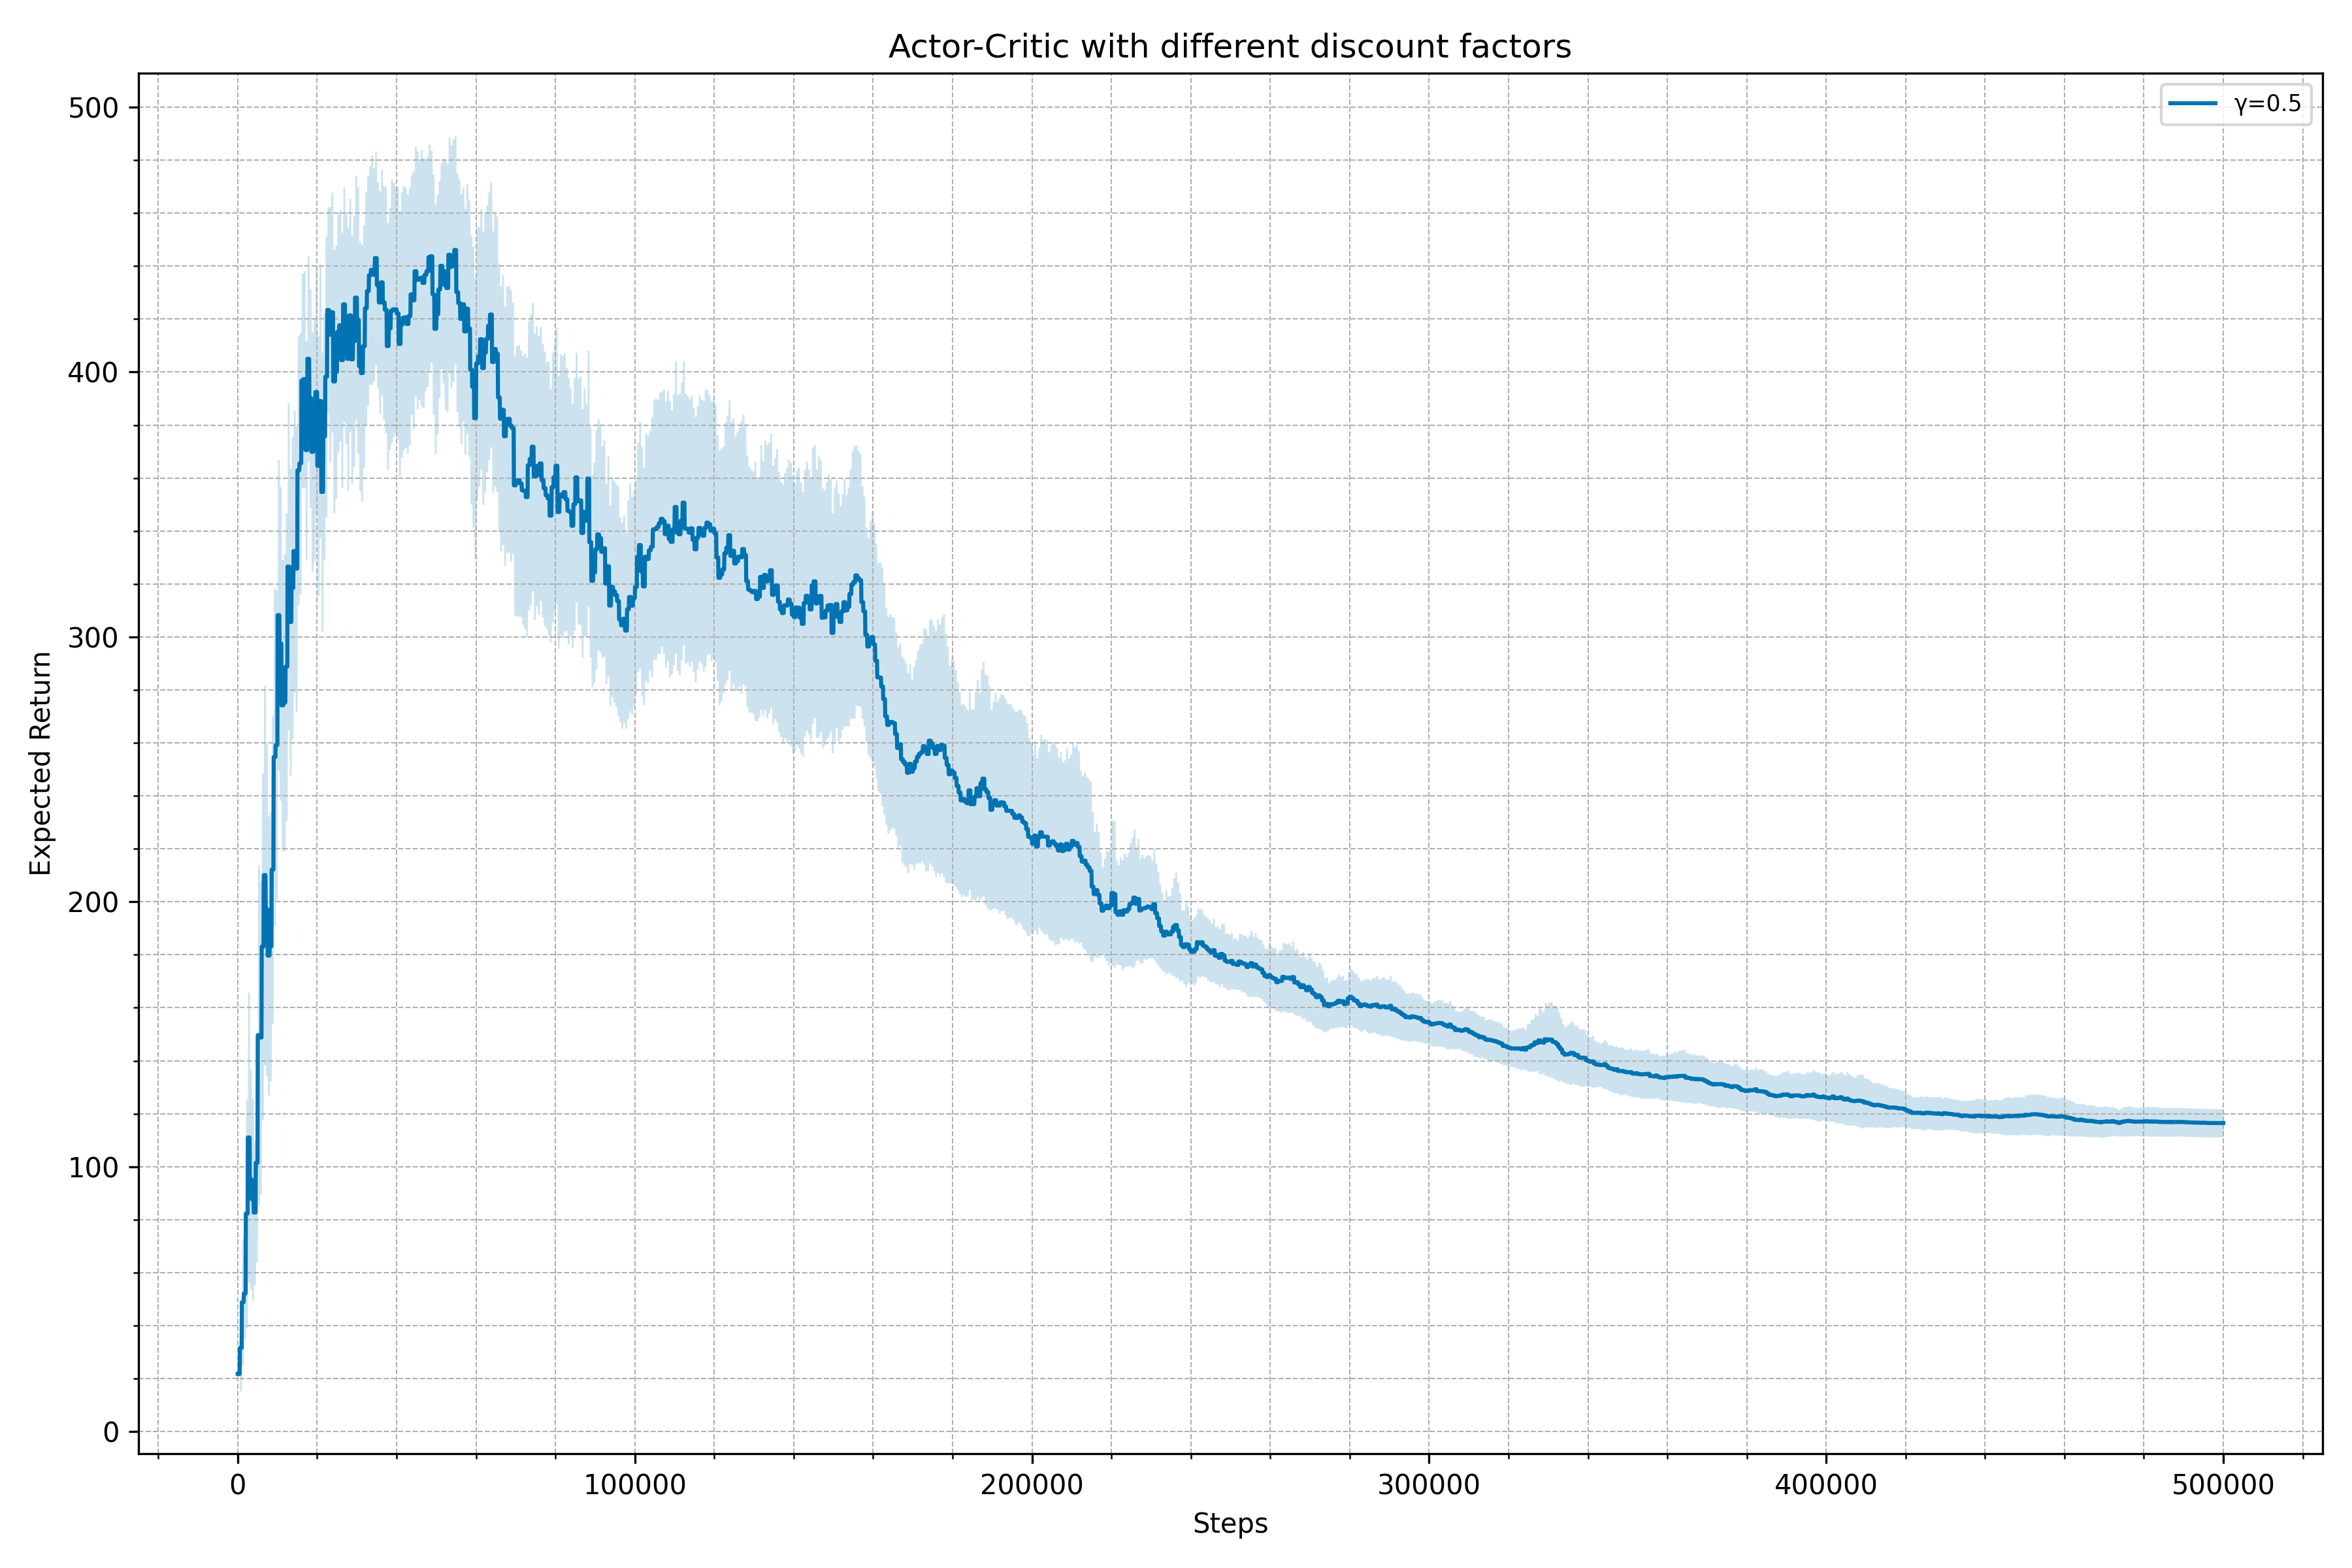 Actor-Critic with different discount factors
γ=0.5
500
400
300
200
100
0
Expected Return
0 100000 200000 300000 400000 500000
Steps